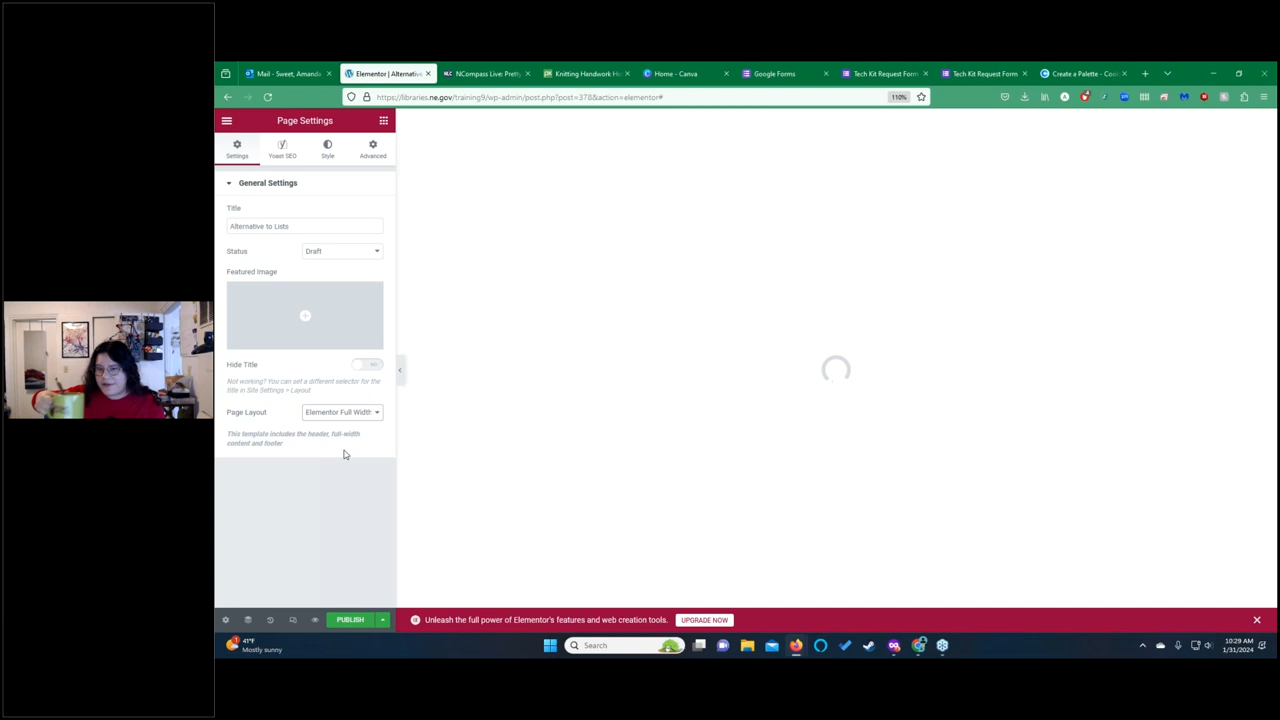 Mail - Sweet, Amanda
Elementor | Alternativ
NCompass Live: Pretty
Knitting Handwork Hu
Home - Canva
Google Forms
Tech Kit Request Form
Tech Kit Request Form
Create a Palette - Coo
https://libraries.ne.gov/training9/wp-admin/post.php?post=378&action=elementor#
110%
Page Settings
Settings
Yoast SEO
Style
Advanced
General Settings
Title
Alternative to Lists
Status
Draft
Featured Image
Hide Title
NO
Not working? You can set a different selector for the
title in Site Settings > Layout
Page Layout
Elementor Full Width
This template includes the header, full-width
content and footer
PUBLISH
Unleash the full power of Elementor's features and web creation tools.
UPGRADE NOW
1
41°F
Mostly sunny
Search
10:29 AM
1/31/2024